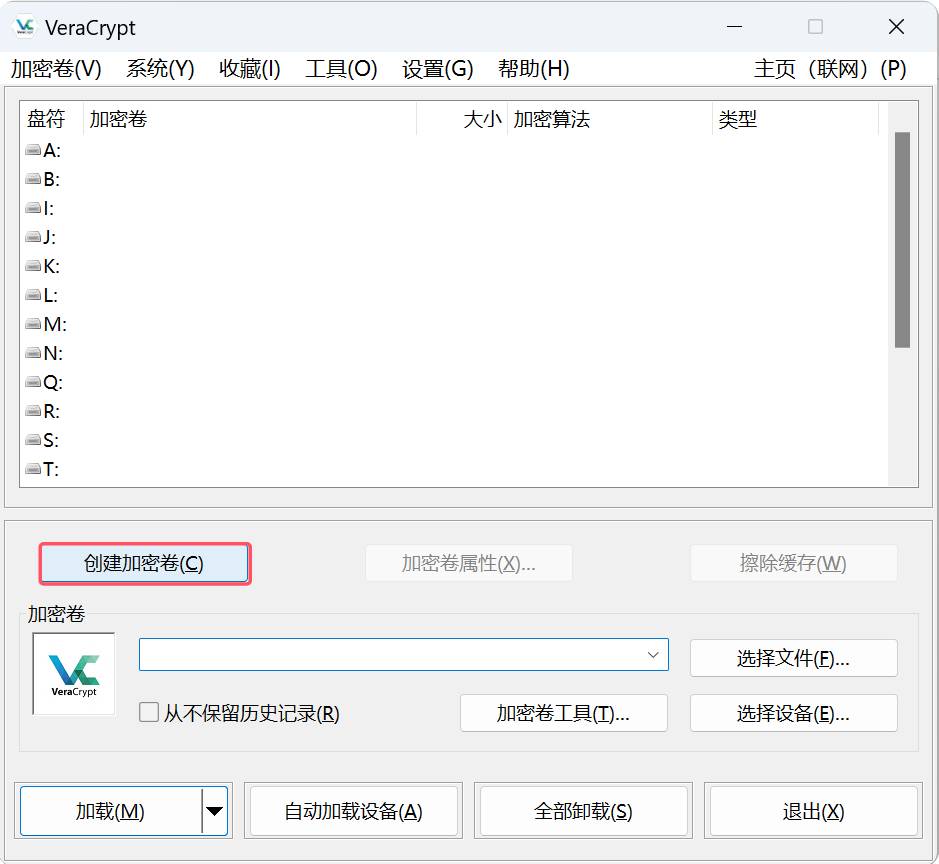 VeraCrypt
加密卷(V) 系统(Y) 收藏(I) 工具(O) 设置(G) 帮助(H) 主页（联网）(P)
盘符 加密卷 大小 加密算法 类型
A:
B:
I:
J:
K:
L:
M:
N:
Q:
R:
S:
T:
创建加密卷(C) 加密卷属性(X)... 擦除缓存(W)
加密卷
VeraCrypt
选择文件(F)...
从不保留历史记录(R) 加密卷工具(T)... 选择设备(E)...
加载(M) 自动加载设备(A) 全部卸载(S) 退出(X)